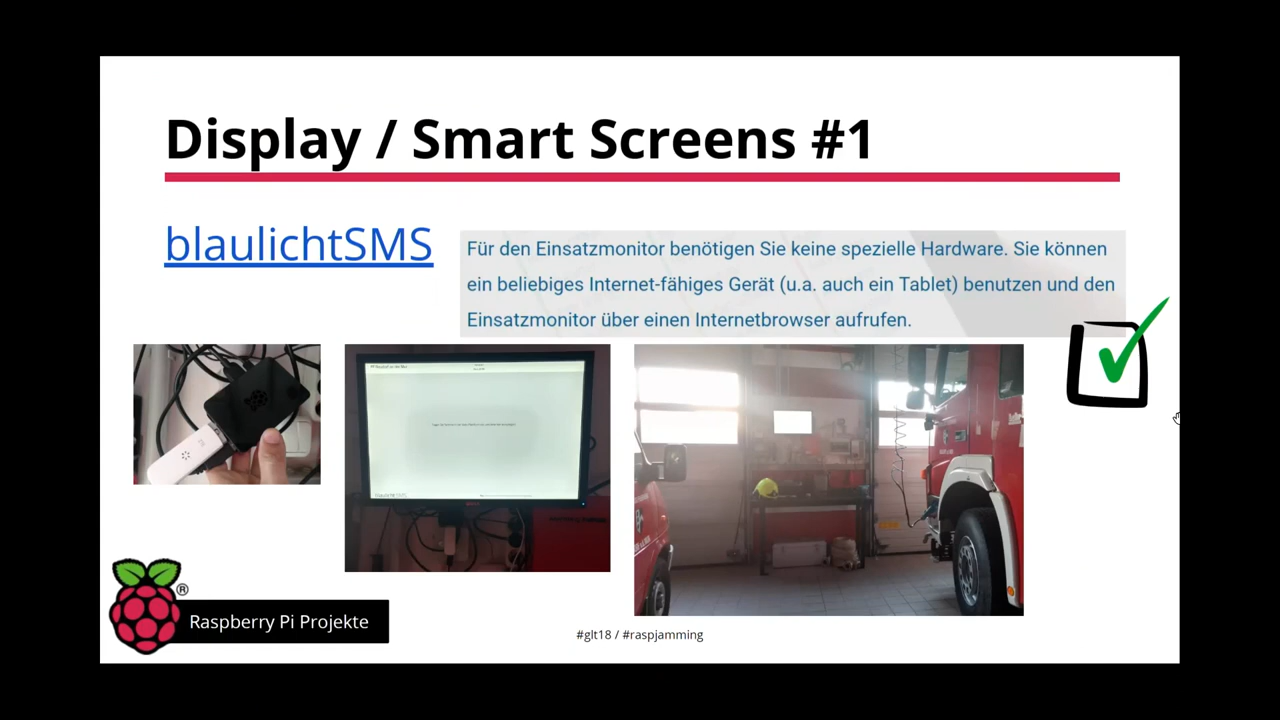 Display / Smart Screens #1
blaulichtSMS
Für den Einsatzmonitor benötigen Sie keine spezielle Hardware. Sie können
ein beliebiges Internet-fähiges Gerät (u.a. auch ein Tablet) benutzen und den
Einsatzmonitor über einen Internetbrowser aufrufen.
®
Raspberry Pi Projekte
#glt18 / #raspjamming